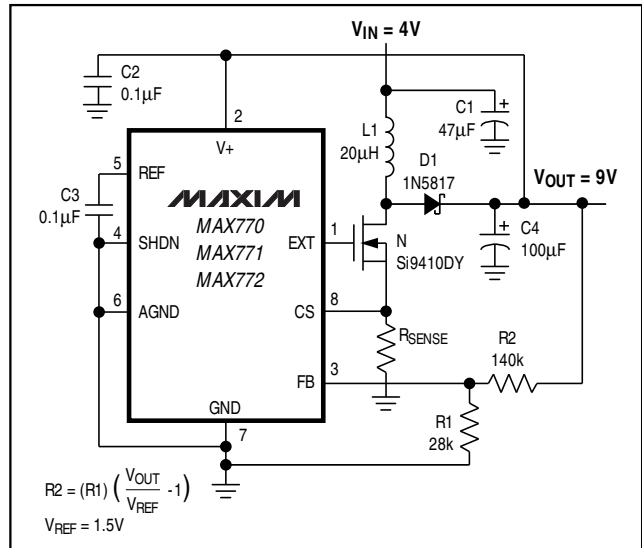 VIN = 4V
C2
0.1µF
C1
47µF
2
L1
20µH
V+
D1
1N5817
VOUT = 9V
5
REF
C3
0.1µF
MAXIM
MAX770
MAX771
MAX772
4
SHDN
EXT
1
N
Si9410DY
C4
100µF
6
AGND
CS
8
RSENSE
R2
140k
FB
3
GND
7
R1
28k
R2 = (R1) ( VOUT / VREF -1 )
VREF = 1.5V